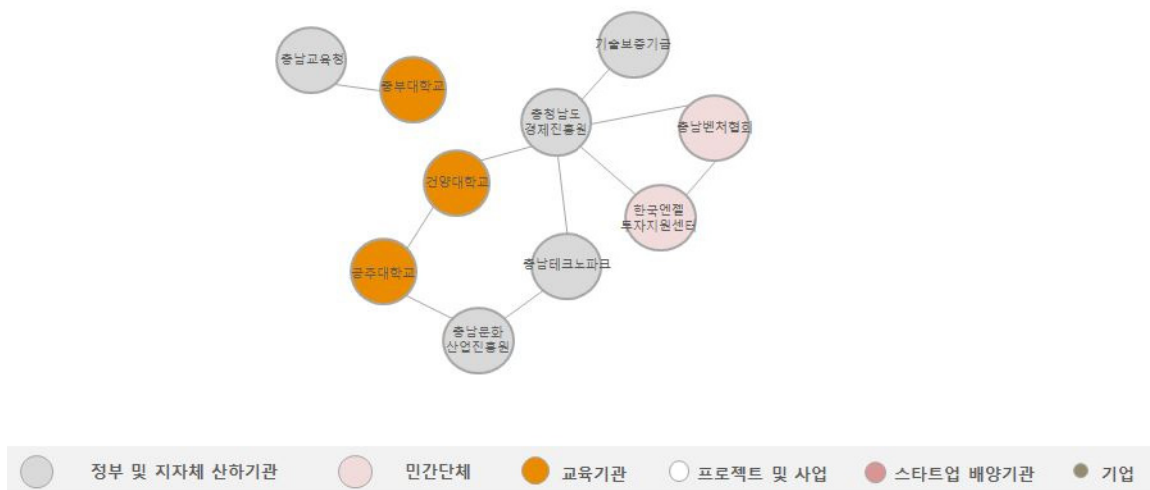 기술보증기금
충남교육청
중부대학교
충청남도
경제진흥원
충남벤처협회
건양대학교
한국엔젤
투자지원센터
충남테크노파크
공주대학교
충남문화
산업진흥원
정부 및 지자체 산하기관 민간단체 교육기관 프로젝트 및 사업 스타트업 배양기관 기업